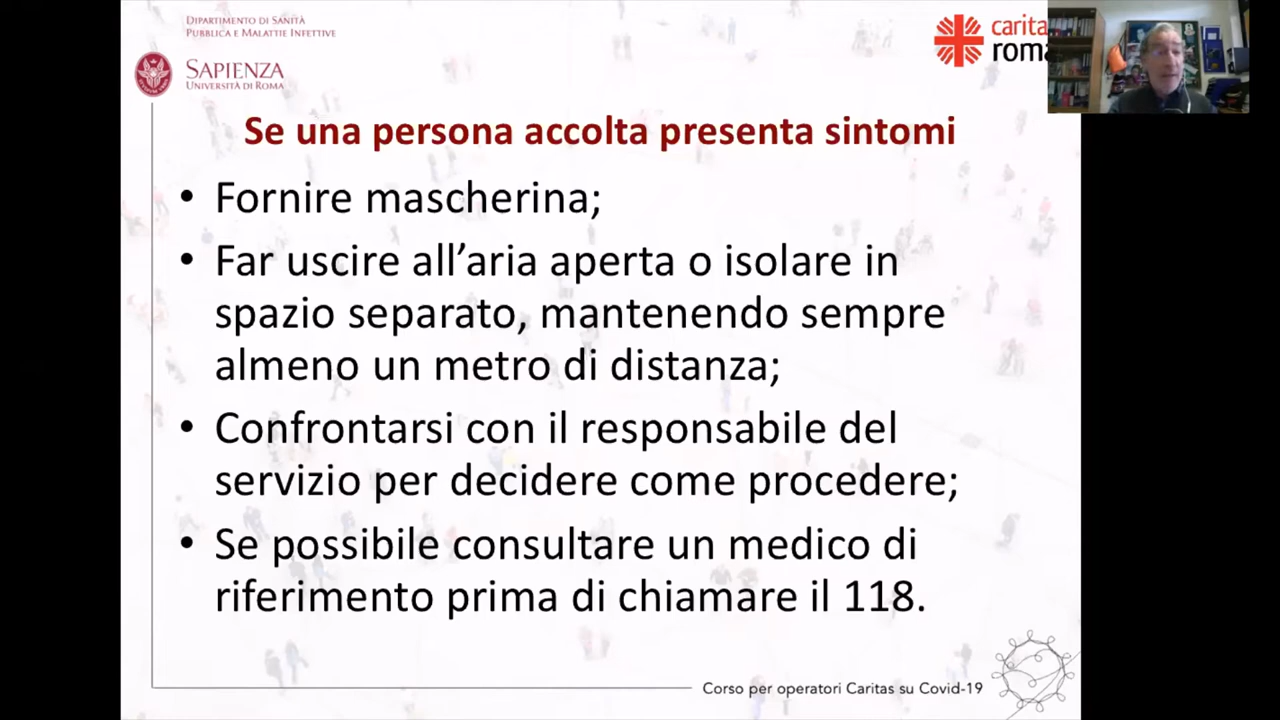 Dipartimento di Sanità
Pubblica e Malattie Infettive
Sapienza
Università di Roma
Se una persona accolta presenta sintomi
• Fornire mascherina;
• Far uscire all’aria aperta o isolare in
spazio separato, mantenendo sempre
almeno un metro di distanza;
• Confrontarsi con il responsabile del
servizio per decidere come procedere;
• Se possibile consultare un medico di
riferimento prima di chiamare il 118.
Corso per operatori Caritas su Covid-19